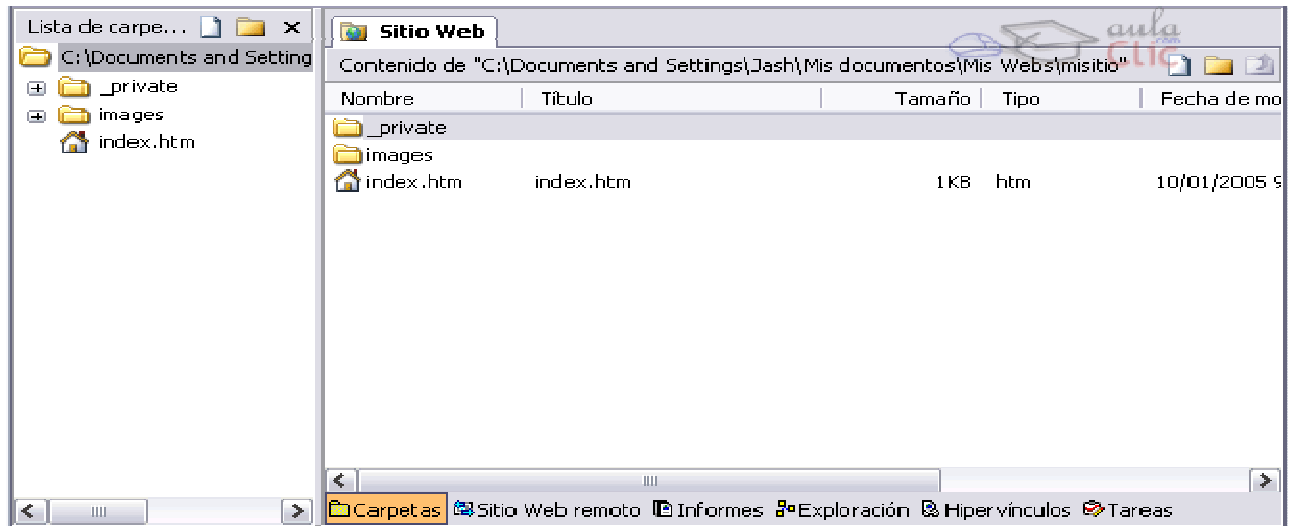 Lista de carpe...
C:\Documents and Setting
_private
images
index.htm
Sitio Web
aula
.com
CLiC
Contenido de "C:\Documents and Settings\Jash\Mis documentos\Mis Webs\misitio"
Nombre Título Tamaño Tipo Fecha de mo
_private
images
index.htm index.htm 1KB htm 10/01/2005 9
Carpetas Sitio Web remoto Informes Exploración Hipervínculos Tareas